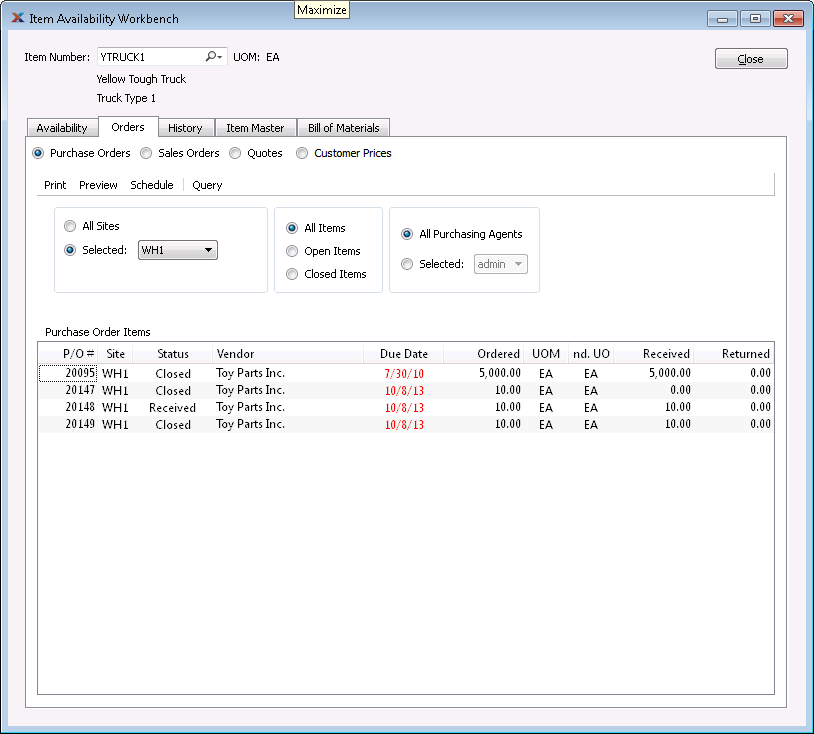 Maximize
Item Availability Workbench
Item Number: YTRUCK1 UOM: EA Close
Yellow Tough Truck
Truck Type 1
Availability Orders History Item Master Bill of Materials
Purchase Orders Sales Orders Quotes Customer Prices
Print Preview Schedule Query
All Sites
Selected: WH1
All Items
Open Items
Closed Items
All Purchasing Agents
Selected: admin
Purchase Order Items
P/O # Site Status Vendor Due Date Ordered UOM nd. UO Received Returned
20095 WH1 Closed Toy Parts Inc. 7/30/10 5,000.00 EA EA 5,000.00 0.00
20147 WH1 Closed Toy Parts Inc. 10/8/13 10.00 EA EA 0.00 0.00
20148 WH1 Received Toy Parts Inc. 10/8/13 10.00 EA EA 10.00 0.00
20149 WH1 Closed Toy Parts Inc. 10/8/13 10.00 EA EA 10.00 0.00